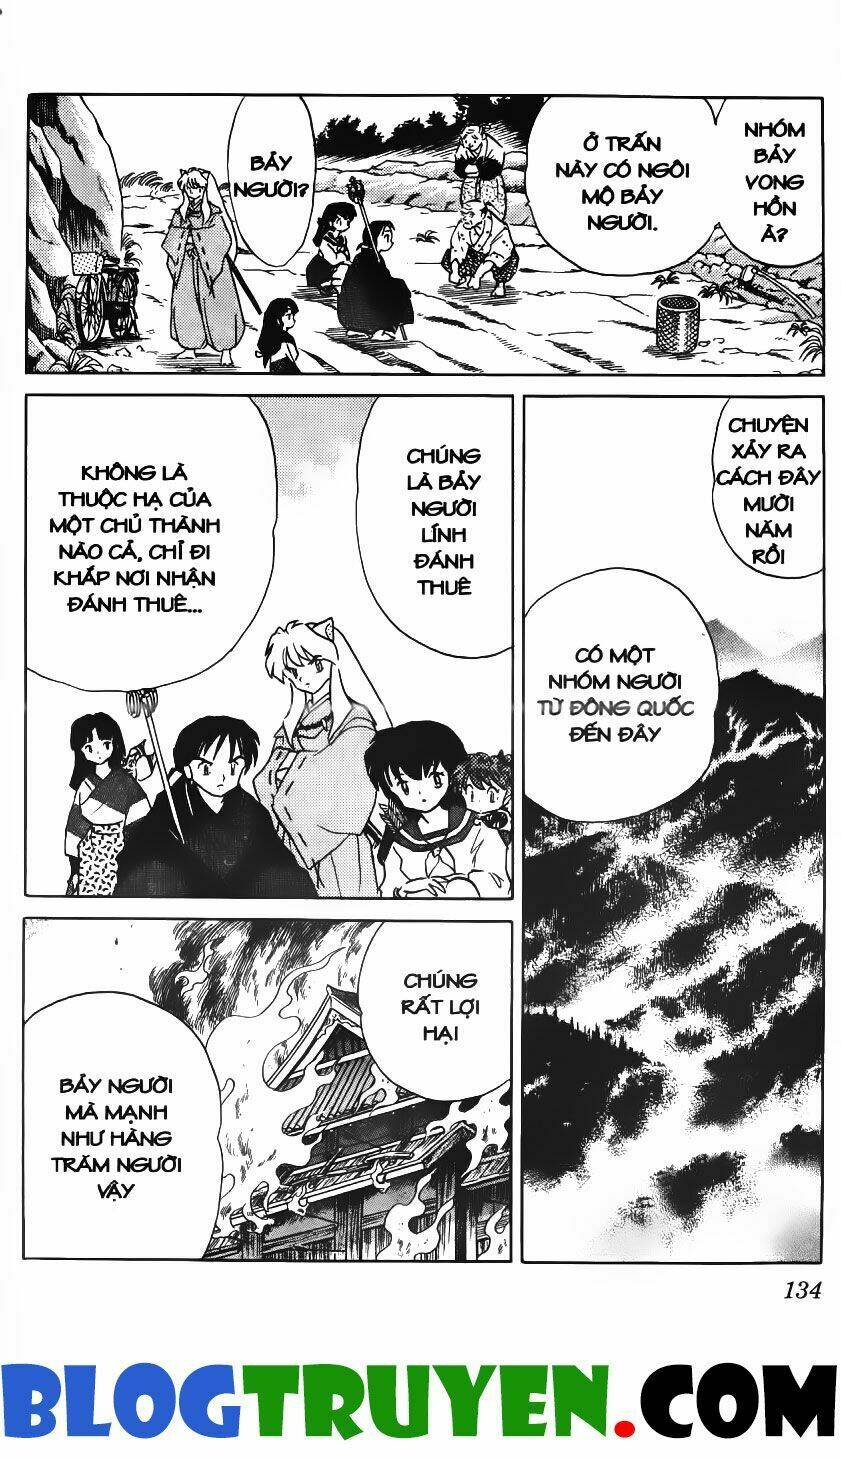 NHÓM
BẢY
VONG
HỒN
À?
Ở TRẤN
NÀY CÓ NGÔI
MỘ BẢY
NGƯỜI.
BẢY
NGƯỜI?
CHUYỆN
XẢY RA
CÁCH ĐÂY
MƯỜI
NĂM
RỒI
CÓ MỘT
NHÓM NGƯỜI
TỪ ĐÔNG QUỐC
ĐẾN ĐÂY
CHÚNG
LÀ BẢY
NGƯỜI
LÍNH
ĐÁNH
THUÊ
KHÔNG LÀ
THUỘC HẠ CỦA
MỘT CHỦ THÀNH
NÀO CẢ, CHỈ ĐI
KHẮP NƠI NHẬN
ĐÁNH THUÊ...
CHÚNG
RẤT LỢI
HẠI
BẢY NGƯỜI
MÀ MẠNH
NHƯ HÀNG
TRĂM NGƯỜI
VẬY
134
BLOGTRUYEN.COM